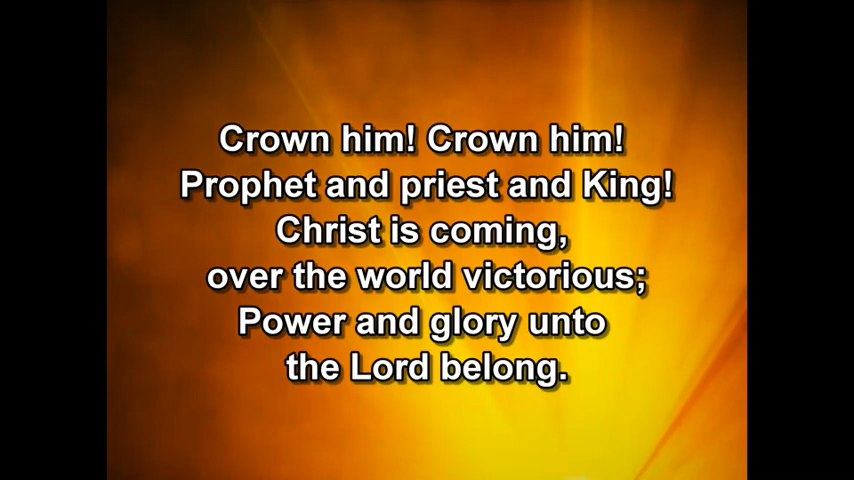 Crown him! Crown him!
Prophet and priest and King!
Christ is coming,
over the world victorious;
Power and glory unto
the Lord belong.